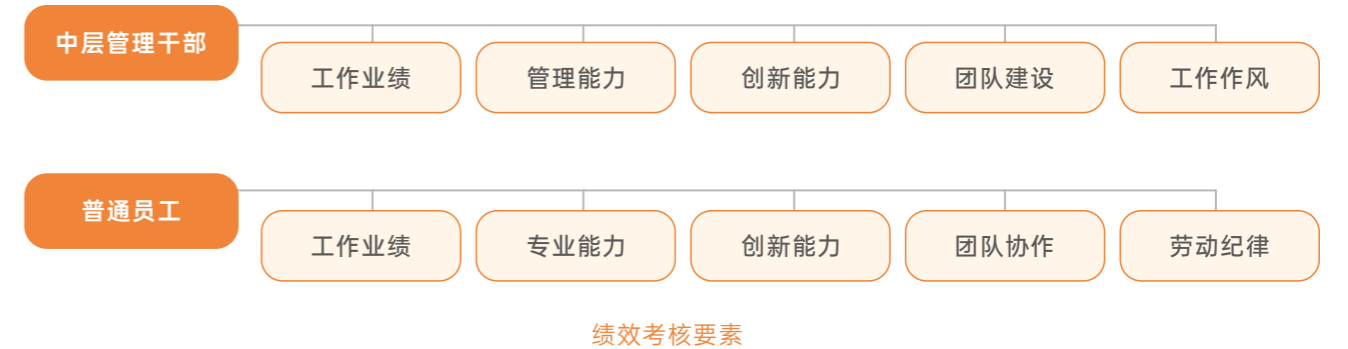 中层管理干部
工作业绩
管理能力
创新能力
团队建设
工作作风
普通员工
工作业绩
专业能力
创新能力
团队协作
劳动纪律
绩效考核要素